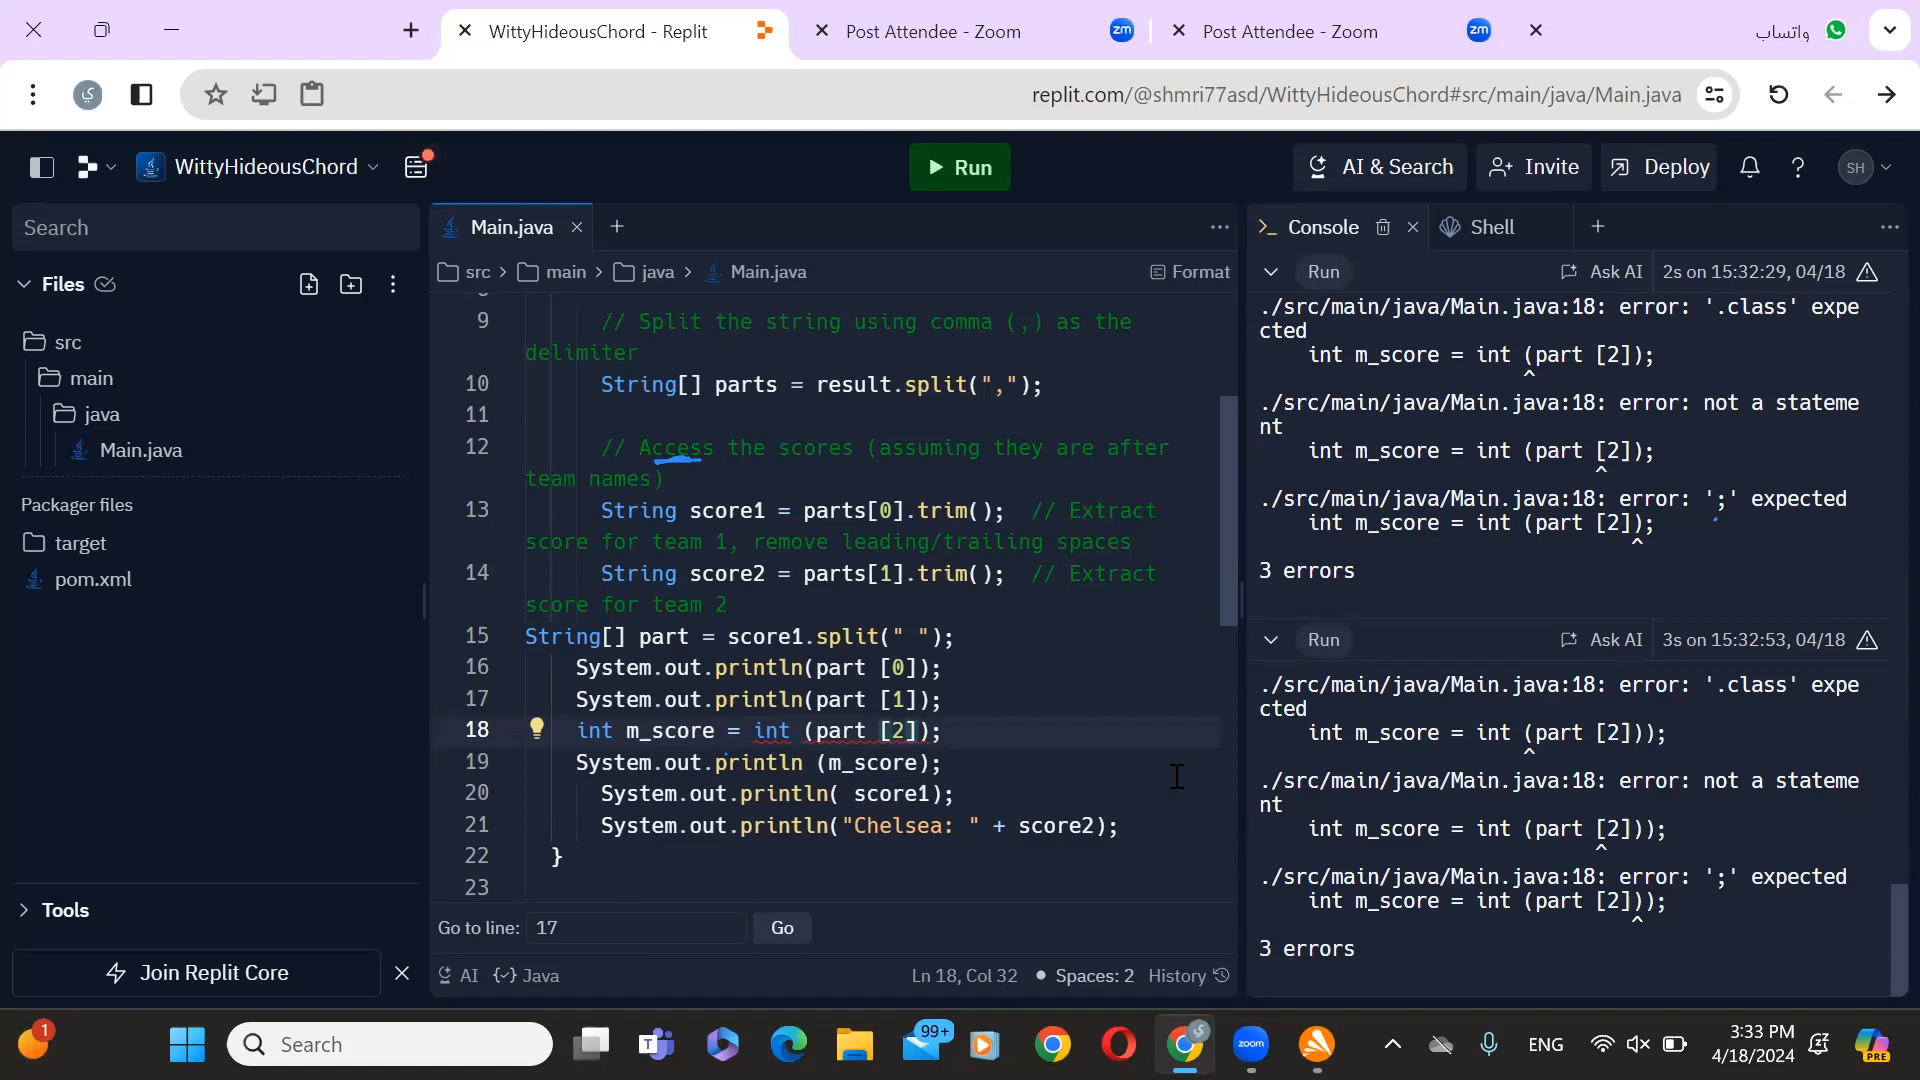 WittyHideousChord - Replit
Post Attendee - Zoom
zm
Post Attendee - Zoom
zm
واتساب
ي
replit.com/@shmri77asd/WittyHideousChord#src/main/java/Main.java
WittyHideousChord
Run
AI & Search
Invite
Deploy
?
SH
Search
Files
src
main
java
Main.java
Packager files
target
pom.xml
Tools
Join Replit Core
Main.java
src > main > java > Main.java
Format
9 // Split the string using comma (,) as the
delimiter
10 String[] parts = result.split(",");
11
12 // Access the scores (assuming they are after
team names)
13 String score1 = parts[0].trim(); // Extract
score for team 1, remove leading/trailing spaces
14 String score2 = parts[1].trim(); // Extract
score for team 2
15 String[] part = score1.split(" ");
16 System.out.println(part [0]);
17 System.out.println(part [1]);
18 int m_score = int (part [2]);
19 System.out.println (m_score);
20 System.out.println( score1);
21 System.out.println("Chelsea: " + score2);
22 }
23
Go to line: 17 Go
AI Java Ln 18, Col 32 Spaces: 2 History
Console
Shell
Run Ask AI 2s on 15:32:29, 04/18
./src/main/java/Main.java:18: error: '.class' expe
cted
int m_score = int (part [2]);
^
./src/main/java/Main.java:18: error: not a stateme
nt
int m_score = int (part [2]);
^
./src/main/java/Main.java:18: error: ';' expected
int m_score = int (part [2]);
^
3 errors
Run Ask AI 3s on 15:32:53, 04/18
./src/main/java/Main.java:18: error: '.class' expe
cted
int m_score = int (part [2]));
^
./src/main/java/Main.java:18: error: not a stateme
nt
int m_score = int (part [2]));
^
./src/main/java/Main.java:18: error: ';' expected
int m_score = int (part [2]));
^
3 errors
1
Search
99+
zoom
ENG
3:33 PM
4/18/2024
PRE